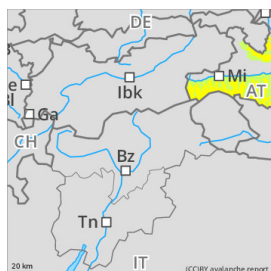 DE
e
Mi
Ibk
AT
Ga
CH
Bz
Tn
IT
20 km
(CC)BY avalanche.report